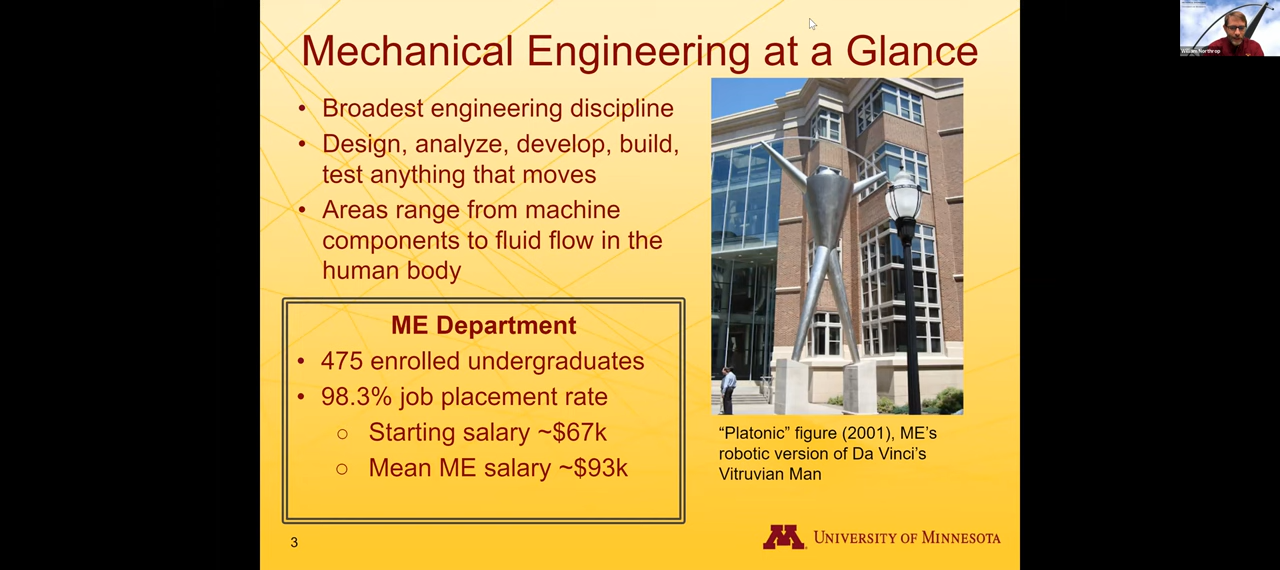 Mechanical Engineering at a Glance
• Broadest engineering discipline
• Design, analyze, develop, build,
test anything that moves
• Areas range from machine
components to fluid flow in the
human body
ME Department
• 475 enrolled undergraduates
• 98.3% job placement rate
○ Starting salary ~$67k
○ Mean ME salary ~$93k
“Platonic” figure (2001), ME’s
robotic version of Da Vinci’s
Vitruvian Man
3
M UNIVERSITY OF MINNESOTA
William Northrop